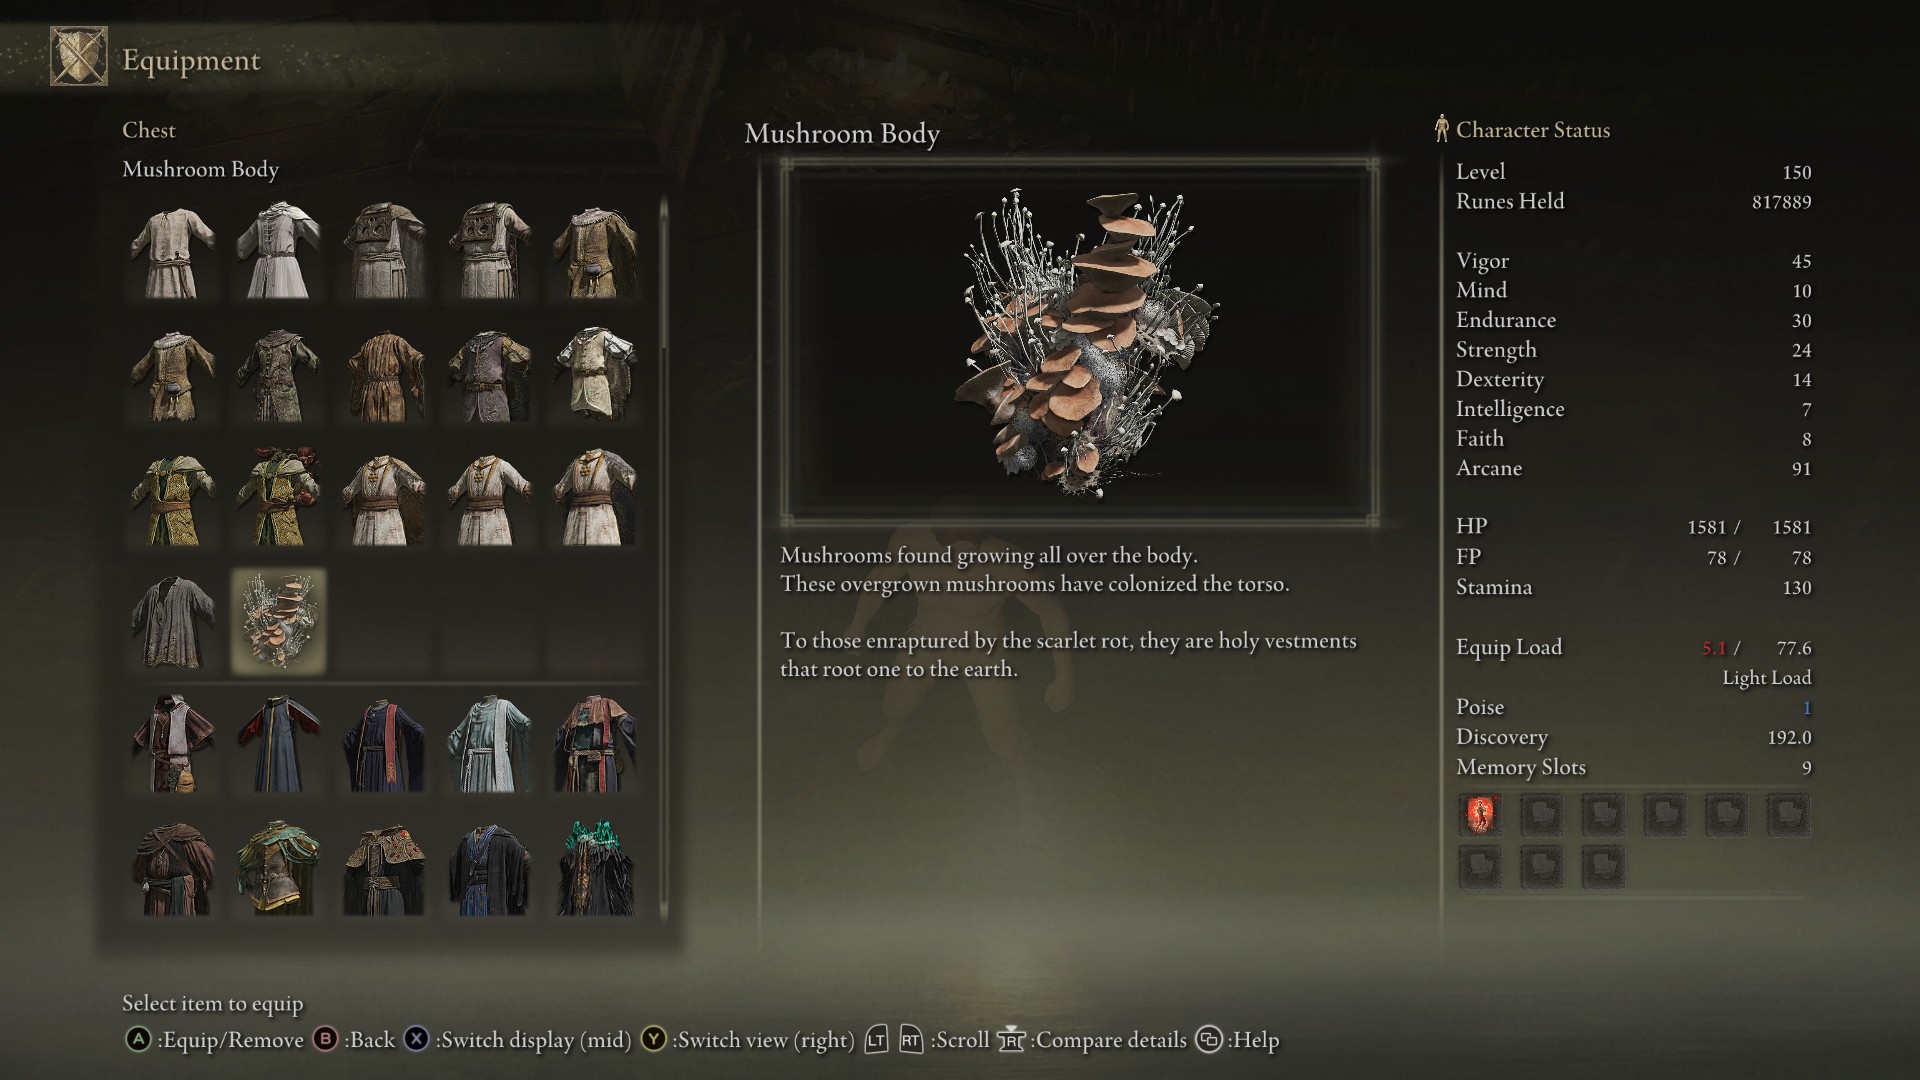 Equipment
Chest
Mushroom Body
Mushroom Body
Mushrooms found growing all over the body.
These overgrown mushrooms have colonized the torso.
To those enraptured by the scarlet rot, they are holy vestments
that root one to the earth.
Character Status
Level 150
Runes Held 817889
Vigor 45
Mind 10
Endurance 30
Strength 24
Dexterity 14
Intelligence 7
Faith 8
Arcane 91
HP 1581 / 1581
FP 78 / 78
Stamina 130
Equip Load 5.1 / 77.6
Light Load
Poise 1
Discovery 192.0
Memory Slots 9
Select item to equip
A :Equip/Remove B :Back X :Switch display (mid) Y :Switch view (right) LT RT :Scroll R :Compare details :Help